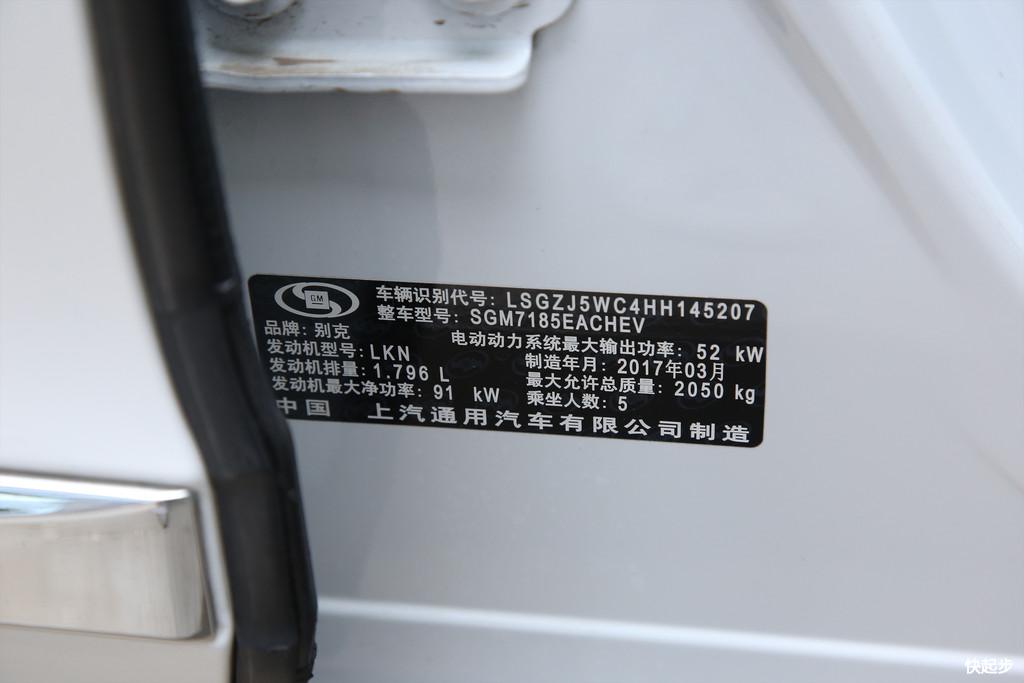 GM
车辆识别代号: LSGZJ5WC4HH145207
整车型号: SGM7185EACHEV
品牌: 别克
电动动力系统最大输出功率: 52 kW
发动机型号: LKN
制造年月: 2017年03月
发动机排量: 1.796 L
最大允许总质量: 2050 kg
发动机最大净功率: 91 kW
乘坐人数: 5
中国 上汽通用汽车有限公司制造
快起步